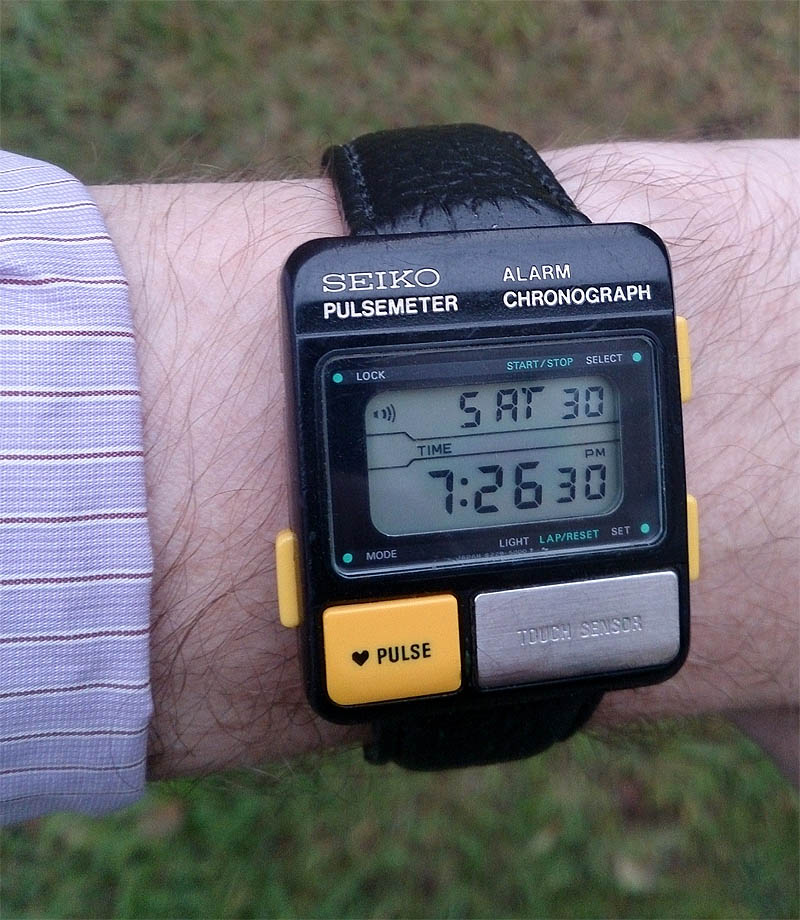 SEIKO ALARM
PULSEMETER CHRONOGRAPH
START/STOP SELECT
LOCK
SAT 30
TIME PM
7:26 30
LIGHT LAP/RESET SET
MODE
JAPAN
♥ PULSE
TOUCH SENSOR